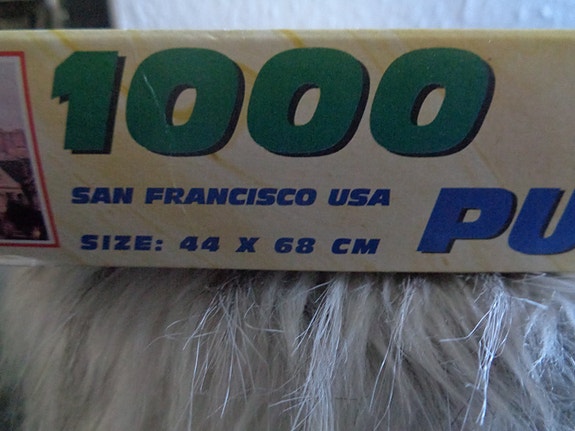 1000
SAN FRANCISCO USA
SIZE: 44 X 68 CM